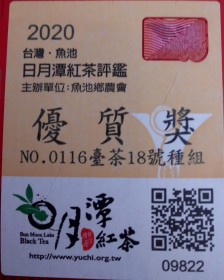 2020
台灣·魚池
日月潭紅茶評鑑
主辦單位:魚池鄉農會
優質獎
NO.0116臺茶18號種組
Sun Moon Lake
Black Tea
日月潭紅茶
http://www.yuchi.org.tw
09822